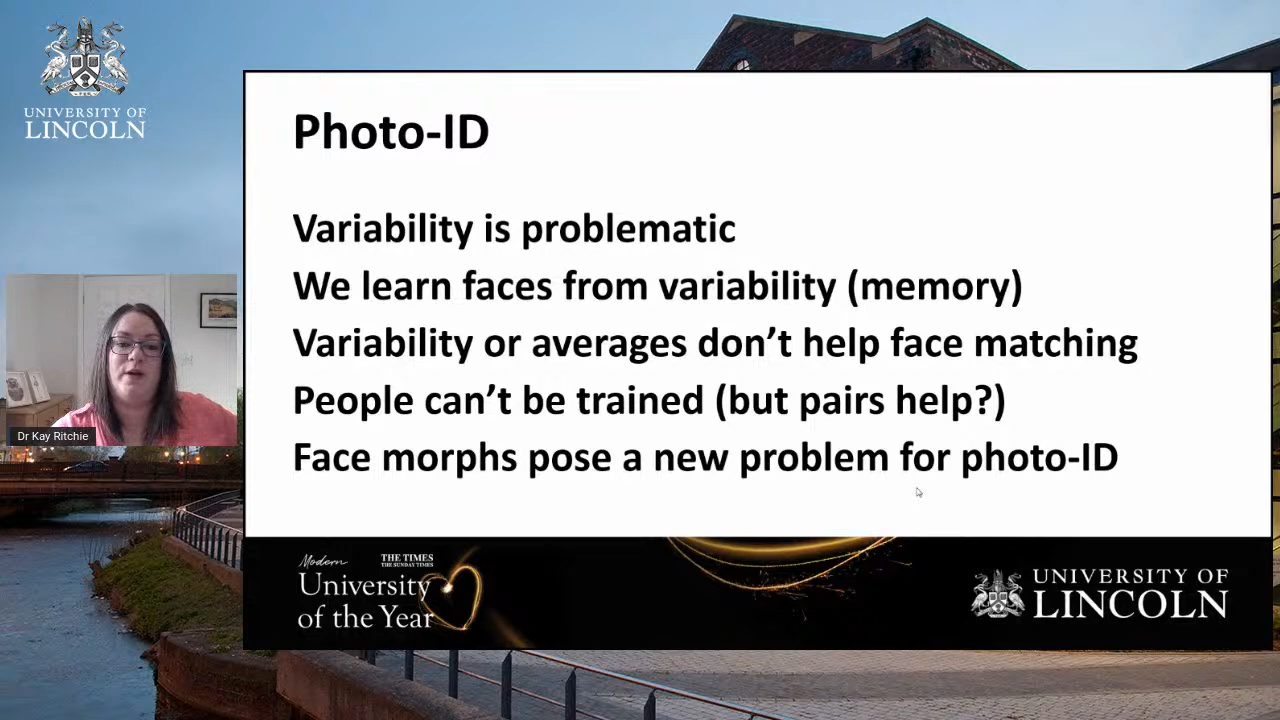 UNIVERSITY OF
LINCOLN
Photo-ID
Variability is problematic
We learn faces from variability (memory)
Variability or averages don't help face matching
People can't be trained (but pairs help?)
Face morphs pose a new problem for photo-ID
Dr Kay Ritchie
Modern
THE TIMES
THE SUNDAY TIMES
University
of the Year
UNIVERSITY OF
LINCOLN